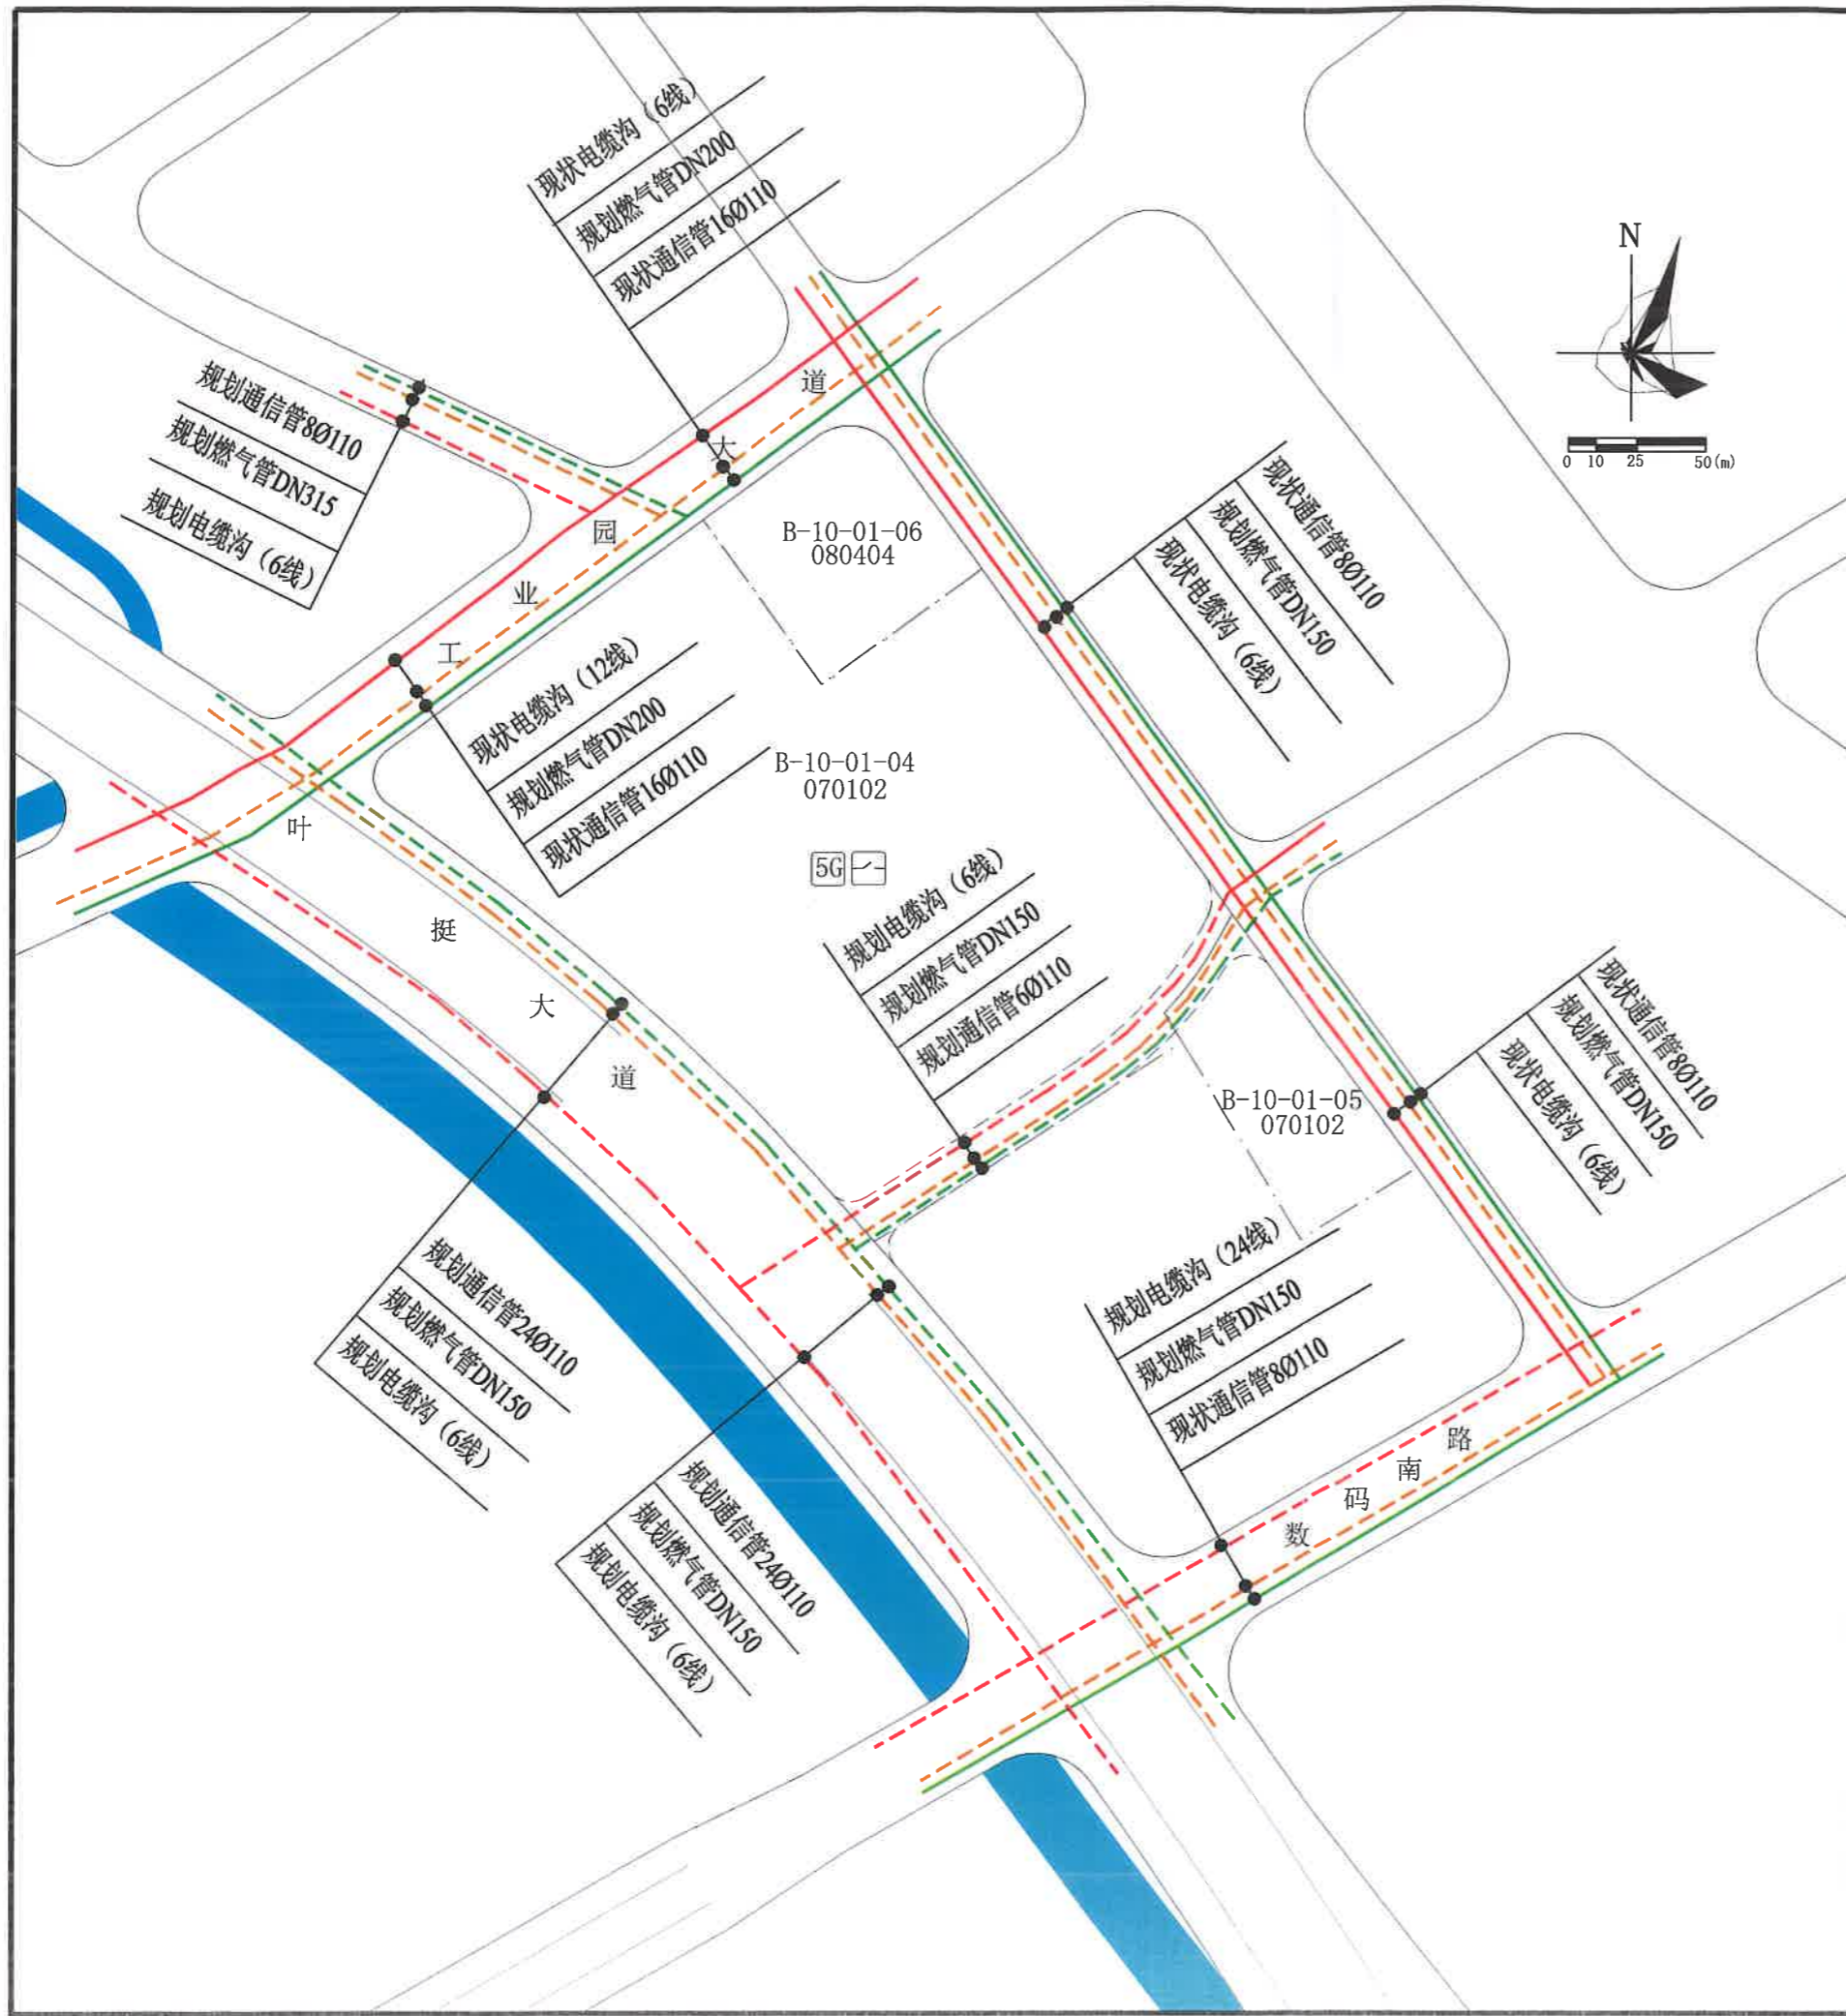 现状电缆沟（6线）
规划燃气管DN200
现状通信管16Ø110
N
0 10 25 50(m)
规划通信管8Ø110
规划燃气管DN315
规划电缆沟（6线）
工业园大道
B-10-01-06
080404
现状通信管8Ø110
规划燃气管DN150
现状电缆沟（6线）
现状电缆沟（12线）
规划燃气管DN200
现状通信管16Ø110
B-10-01-04
070102
5G
叶挺大道
规划电缆沟（6线）
规划燃气管DN150
规划通信管6Ø110
现状通信管8Ø110
规划燃气管DN150
现状电缆沟（6线）
B-10-01-05
070102
规划通信管24Ø110
规划燃气管DN150
规划电缆沟（6线）
规划电缆沟（24线）
规划燃气管DN150
现状通信管8Ø110
数码南路
规划通信管24Ø110
规划燃气管DN150
规划电缆沟（6线）